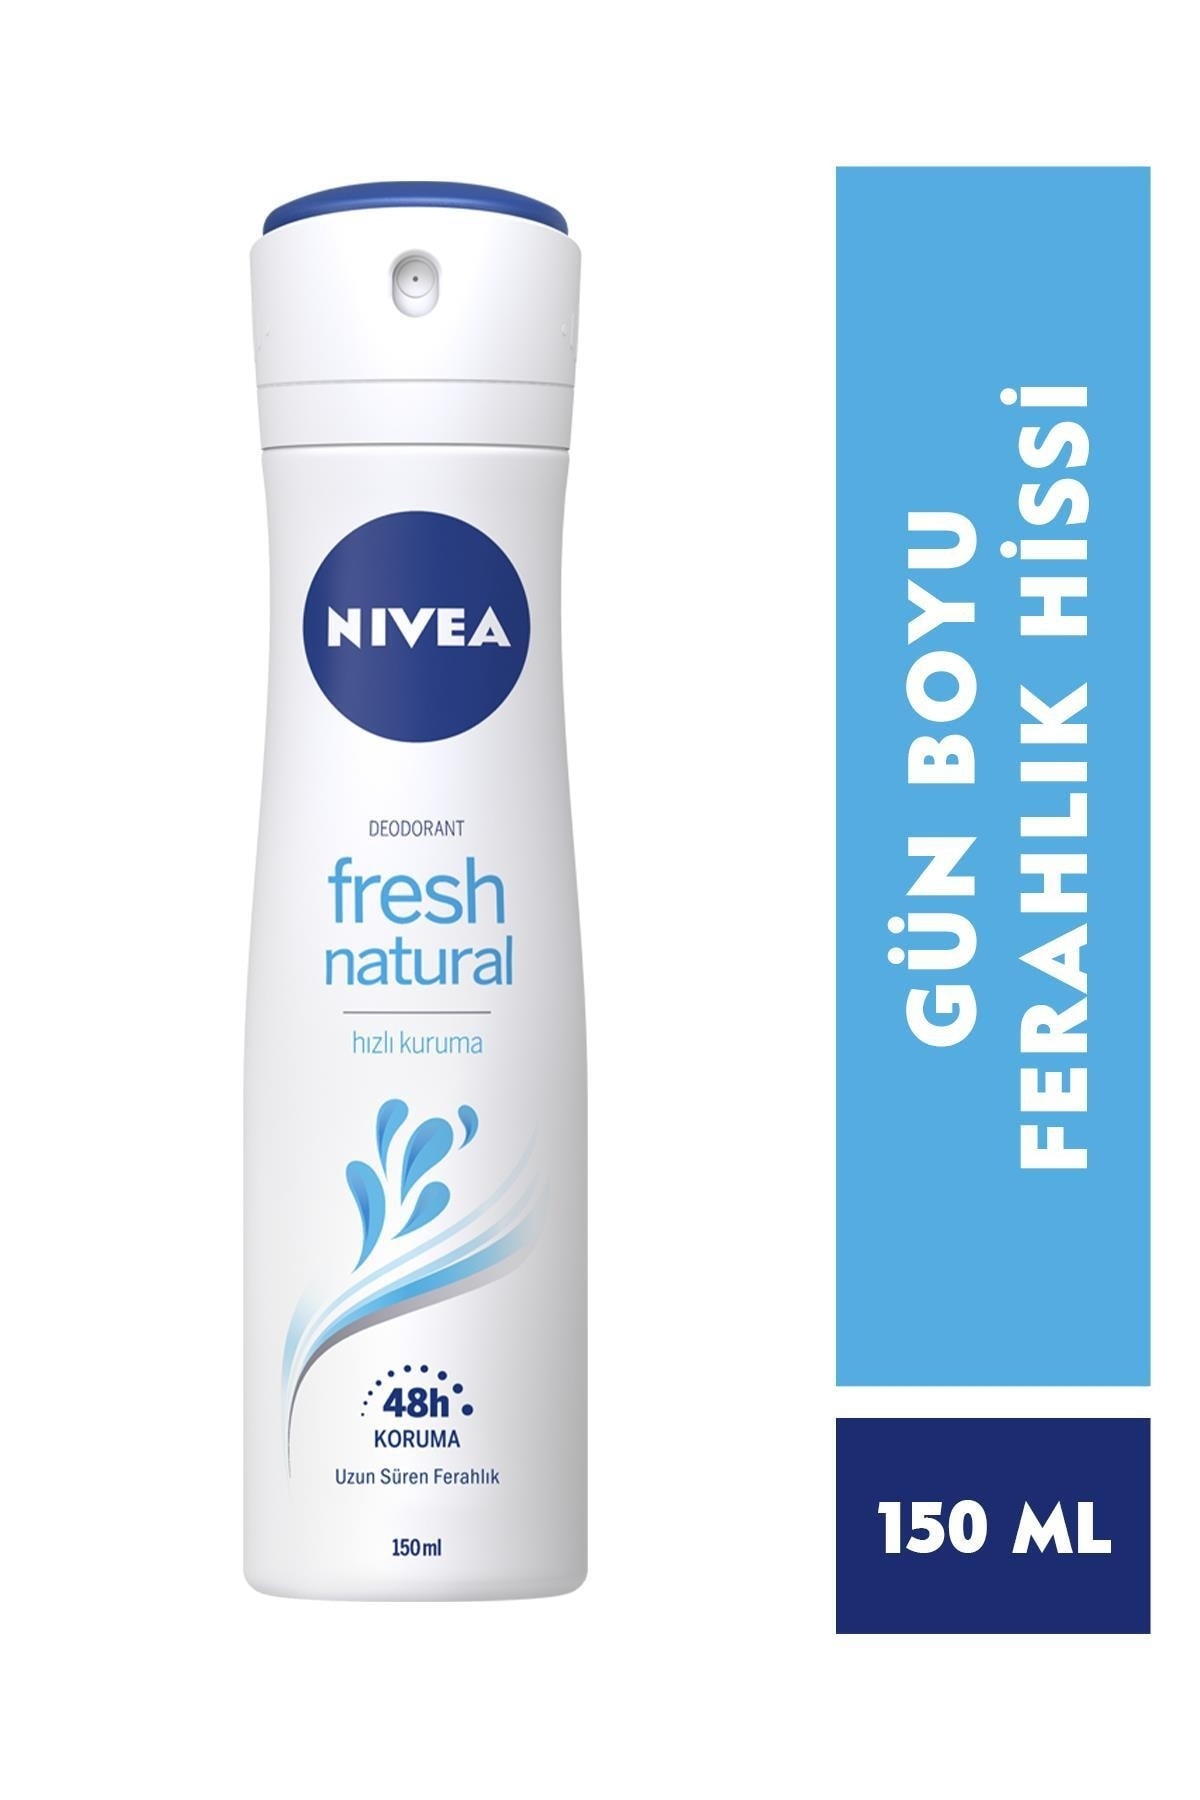 NIVEA
DEODORANT
fresh
natural
hızlı kuruma
48h
KORUMA
Uzun Süren Ferahlık
150ml
GÜN BOYU
FERAHLIK HİSSİ
150 ML